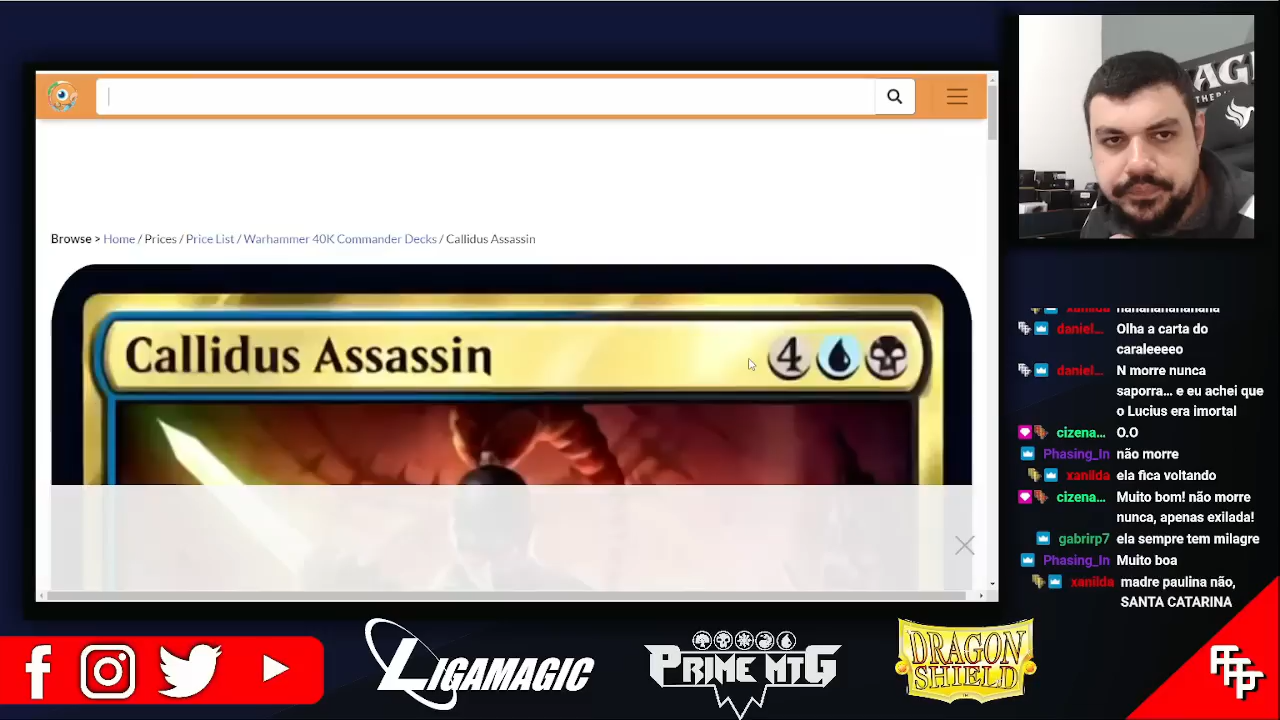 Browse > Home / Prices / Price List / Warhammer 40K Commander Decks / Callidus Assassin
Callidus Assassin
4
daniel... Olha a carta do
caraleeeeo
daniel... N morre nunca
saporra... e eu achei que
o Lucius era imortal
cizena... O.O
Phasing_In não morre
xanilda ela fica voltando
cizena... Muito bom! não morre
nunca, apenas exilada!
gabrirp7 ela sempre tem milagre
Phasing_In Muito boa
xanilda madre paulina não,
SANTA CATARINA
LIGAMAGIC
PRIME MTG
DRAGON
SHIELD